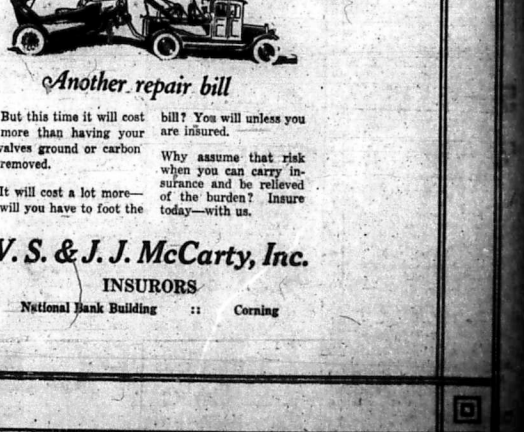 Another repair bill
But this time it will cost
more than having your
valves ground or carbon
removed.
It will cost a lot more—
will you have to foot the
bill? You will unless you
are insured.
Why assume that risk
when you can carry in-
surance and be relieved
of the burden? Insure
today—with us.
. S. & J. J. McCarty, Inc.
INSURORS
National Bank Building :: Corning